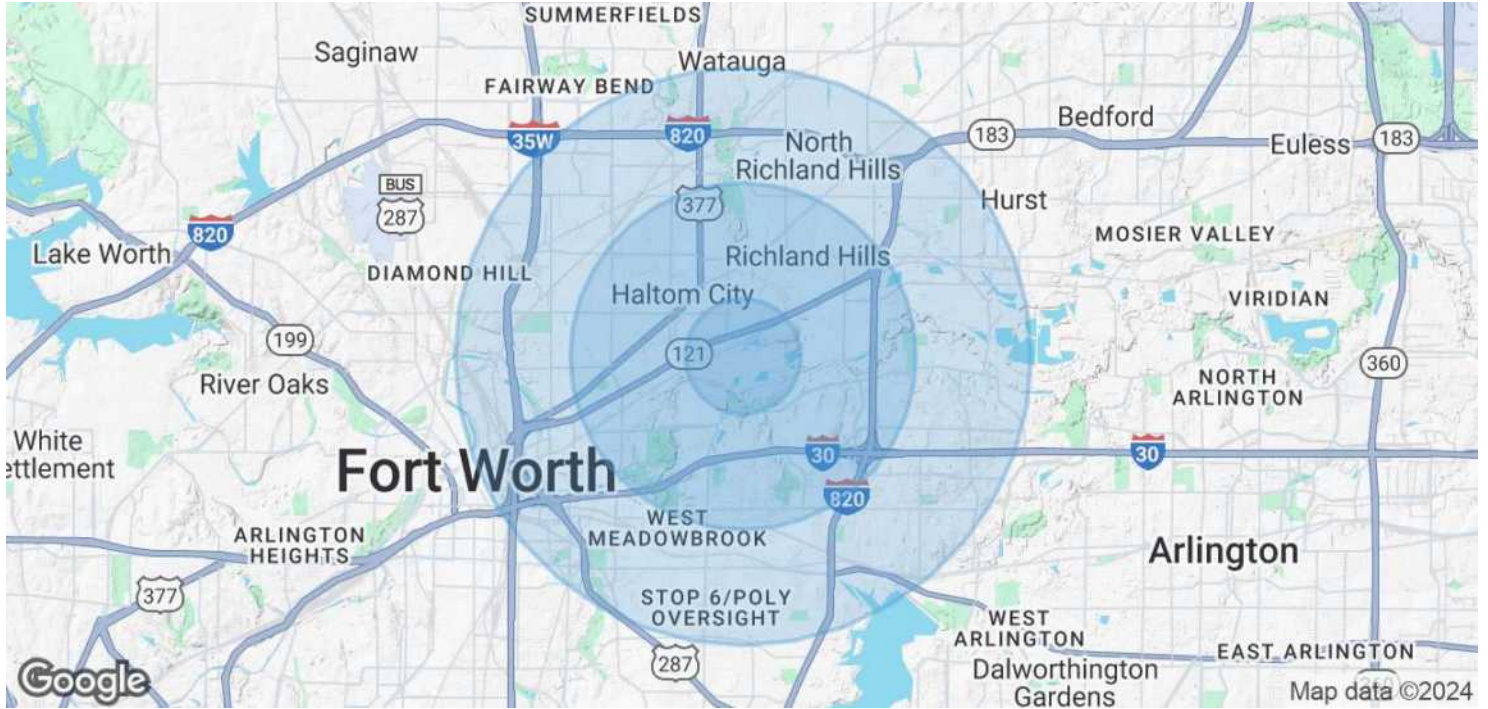 SUMMERFIELDS
Saginaw
Watauga
FAIRWAY BEND
Bedford
35W
820
North
Richland Hills
183
Euless
183
BUS
287
377
Hurst
820
Lake Worth
MOSIER VALLEY
Richland Hills
DIAMOND HILL
Haltom City
VIRIDIAN
199
121
360
River Oaks
NORTH
ARLINGTON
White
ettlement
Fort Worth
30
30
820
WEST
MEADOWBROOK
ARLINGTON
HEIGHTS
Arlington
377
STOP 6/POLY
OVERSIGHT
WEST
ARLINGTON
EAST ARLINGTON
287
Dalworthington
Gardens
360
Google
Map data ©2024